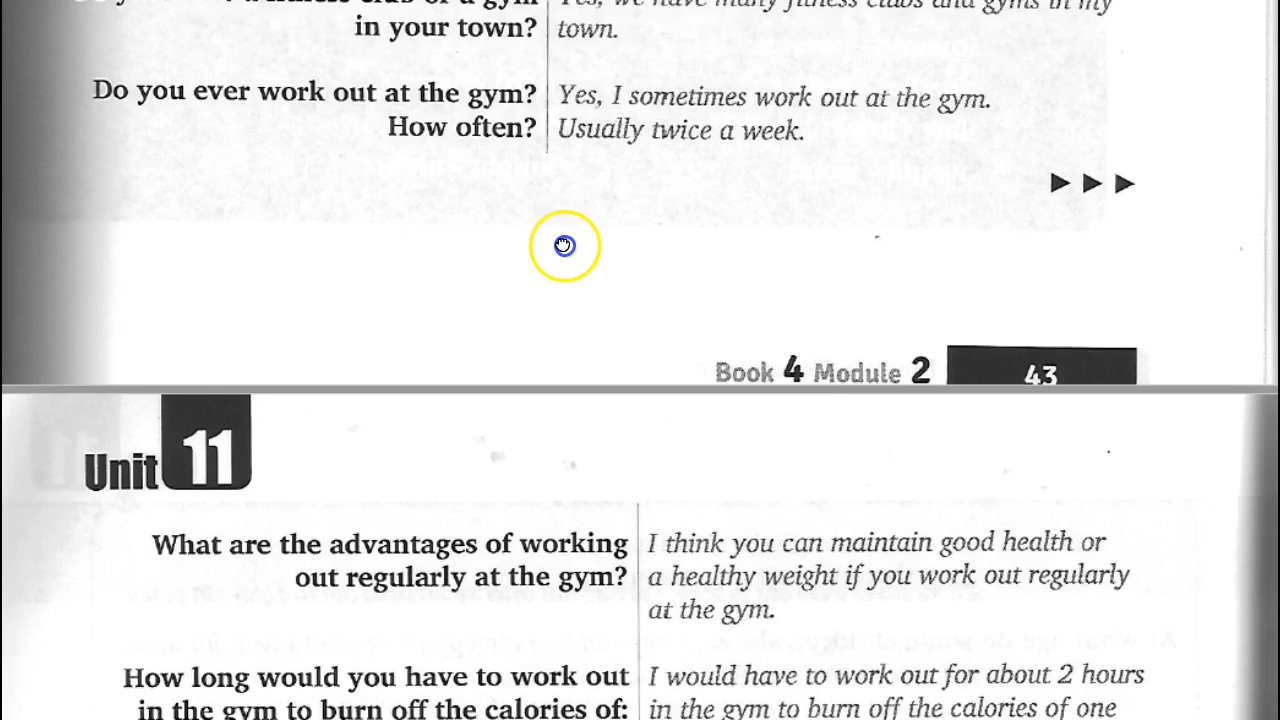 in your town? town.
Do you ever work out at the gym? Yes, I sometimes work out at the gym.
How often? Usually twice a week.
Book 4 Module 2 43
Unit 11
What are the advantages of working I think you can maintain good health or
out regularly at the gym? a healthy weight if you work out regularly
at the gym.
How long would you have to work out I would have to work out for about 2 hours
in the gym to burn off the calories of: in the gym to burn off the calories of one